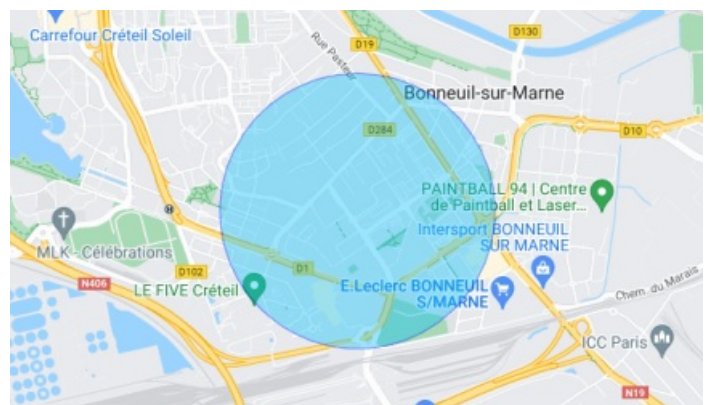 Carrefour Créteil Soleil
D19
D130
Rue Pasteur
Bonneuil-sur-Marne
D284
D10
PAINTBALL 94 | Centre
de Paintball et Laser...
Intersport BONNEUIL
SUR MARNE
MLK - Célébrations
D102
D1
N406
LE FIVE Créteil
E.Leclerc BONNEUIL
S/MARNE
Chem. du Marais
ICC Paris
N19